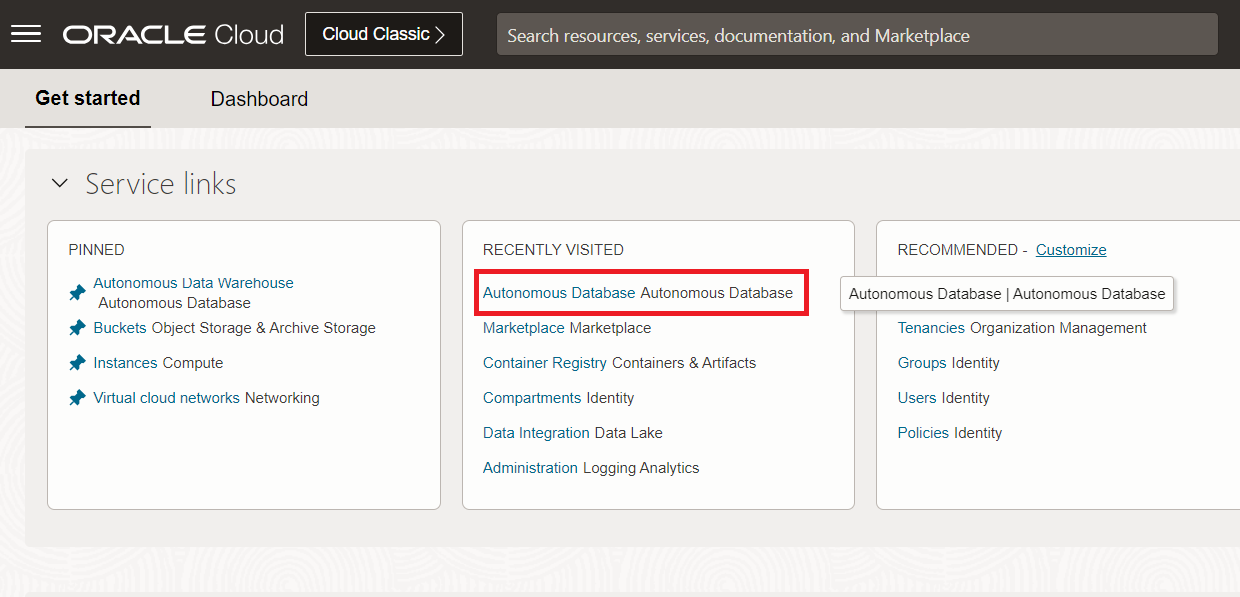 ORACLE Cloud
Cloud Classic >
Search resources, services, documentation, and Marketplace
Get started
Dashboard
Service links
PINNED
Autonomous Data Warehouse
Autonomous Database
Buckets Object Storage & Archive Storage
Instances Compute
Virtual cloud networks Networking
RECENTLY VISITED
Autonomous Database Autonomous Database
Marketplace Marketplace
Container Registry Containers & Artifacts
Compartments Identity
Data Integration Data Lake
Administration Logging Analytics
RECOMMENDED - Customize
Autonomous Database | Autonomous Database
Tenancies Organization Management
Groups Identity
Users Identity
Policies Identity